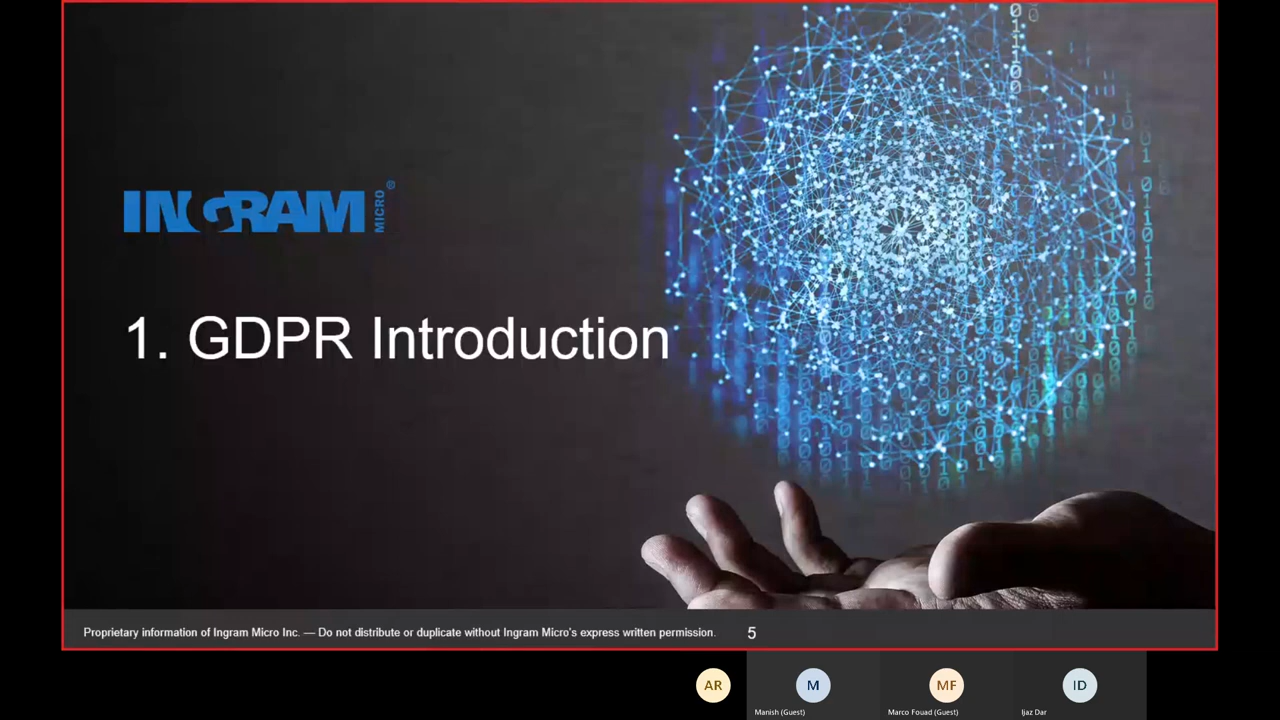 INGRAM
MICRO
®
1. GDPR Introduction
Proprietary information of Ingram Micro Inc. — Do not distribute or duplicate without Ingram Micro's express written permission.
5
AR
M
MF
ID
Manish (Guest)
Marco Fouad (Guest)
Ijaz Dar